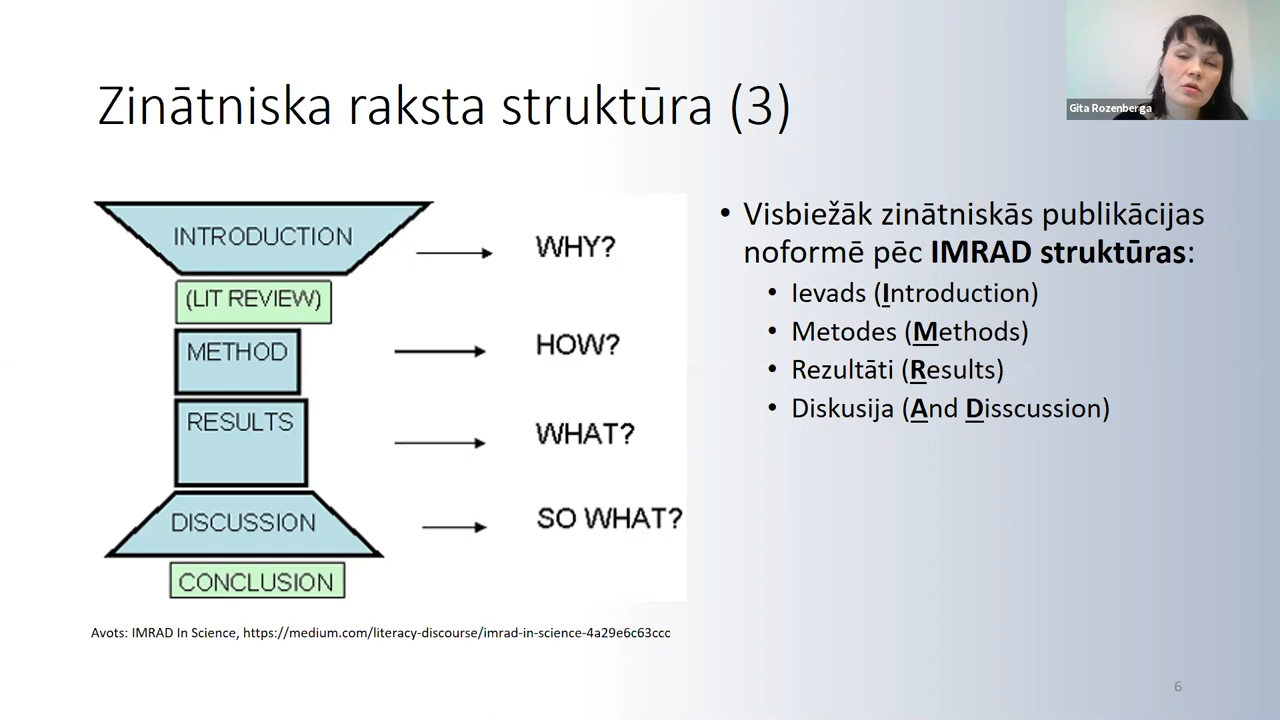 Zinātniska raksta struktūra (3)
Gita Rozenberga
INTRODUCTION
WHY?
(LIT REVIEW)
METHOD
HOW?
RESULTS
WHAT?
DISCUSSION
SO WHAT?
CONCLUSION
Avots: IMRAD In Science, https://medium.com/literacy-discourse/imrad-in-science-4a29e6c63ccc
• Visbiežāk zinātniskās publikācijas
noformē pēc IMRAD struktūras:
• Ievads (Introduction)
• Metodes (Methods)
• Rezultāti (Results)
• Diskusija (And Disscussion)
6